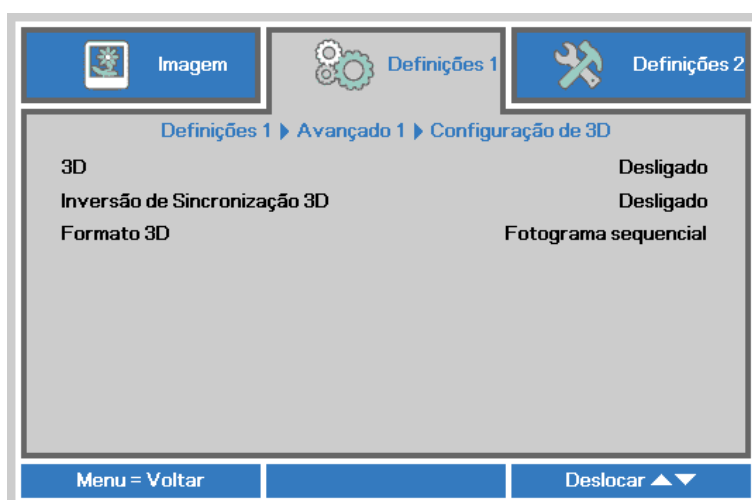 Imagem
Definições 1
Definições 2
Definições 1 ▶ Avançado 1 ▶ Configuração de 3D
3D Desligado
Inversão de Sincronização 3D Desligado
Formato 3D Fotograma sequencial
Menu = Voltar
Deslocar ▲▼